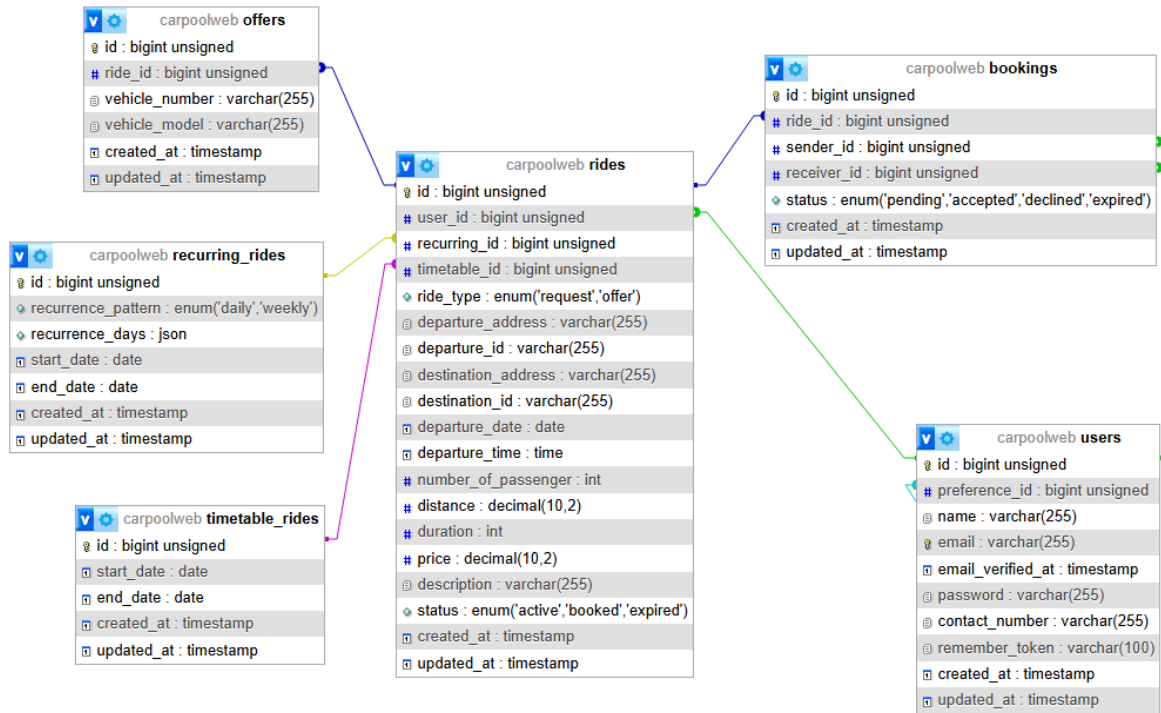 v carpoolweb offers
id : bigint unsigned
# ride_id : bigint unsigned
vehicle_number : varchar(255)
vehicle_model : varchar(255)
created_at : timestamp
updated_at : timestamp
v carpoolweb bookings
id : bigint unsigned
# ride_id : bigint unsigned
# sender_id : bigint unsigned
# receiver_id : bigint unsigned
status : enum('pending','accepted','declined','expired')
created_at : timestamp
updated_at : timestamp
v carpoolweb rides
id : bigint unsigned
# user_id : bigint unsigned
# recurring_id : bigint unsigned
# timetable_id : bigint unsigned
ride_type : enum('request','offer')
departure_address : varchar(255)
departure_id : varchar(255)
destination_address : varchar(255)
destination_id : varchar(255)
departure_date : date
departure_time : time
# number_of_passenger : int
# distance : decimal(10,2)
# duration : int
# price : decimal(10,2)
description : varchar(255)
status : enum('active','booked','expired')
created_at : timestamp
updated_at : timestamp
v carpoolweb recurring_rides
id : bigint unsigned
recurrence_pattern : enum('daily','weekly')
recurrence_days : json
start_date : date
end_date : date
created_at : timestamp
updated_at : timestamp
v carpoolweb timetable_rides
id : bigint unsigned
start_date : date
end_date : date
created_at : timestamp
updated_at : timestamp
v carpoolweb users
id : bigint unsigned
# preference_id : bigint unsigned
name : varchar(255)
email : varchar(255)
email_verified_at : timestamp
password : varchar(255)
contact_number : varchar(255)
remember_token : varchar(100)
created_at : timestamp
updated_at : timestamp